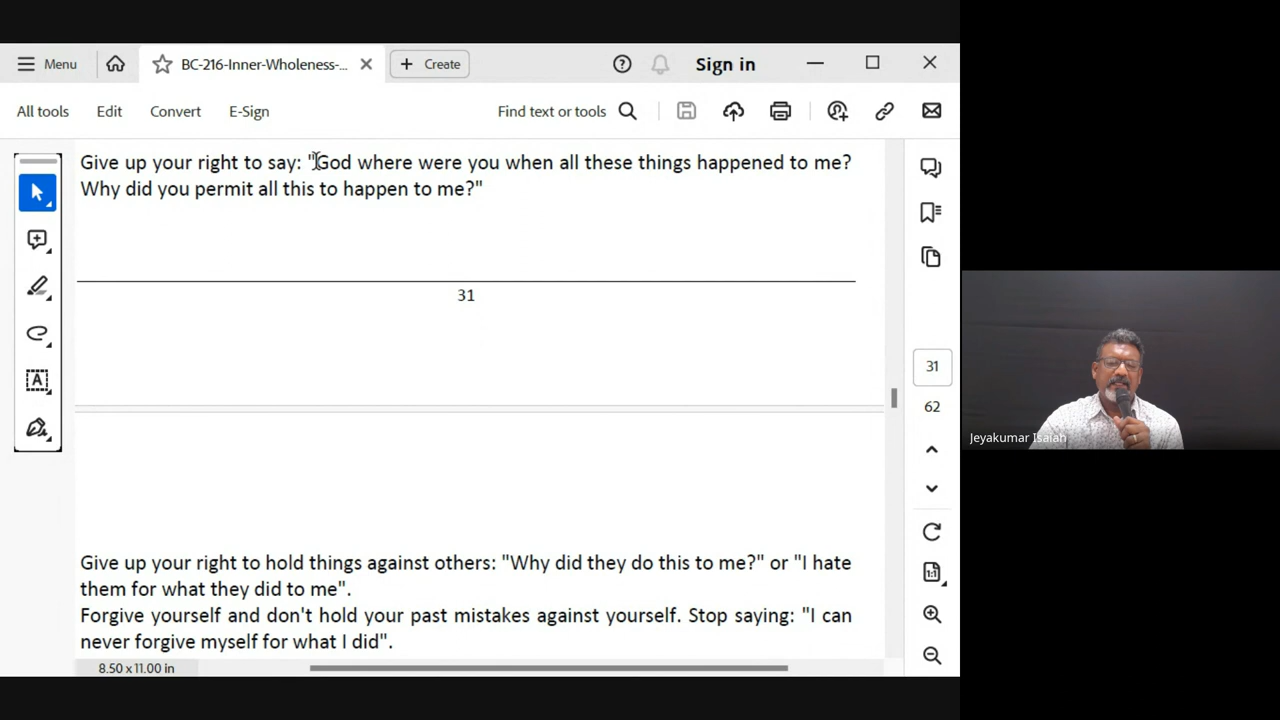 Menu
BC-216-Inner-Wholeness-...
Create
Sign in
All tools
Edit
Convert
E-Sign
Find text or tools
Give up your right to say: "God where were you when all these things happened to me?
Why did you permit all this to happen to me?"
31
Give up your right to hold things against others: "Why did they do this to me?" or "I hate
them for what they did to me".
Forgive yourself and don't hold your past mistakes against yourself. Stop saying: "I can
never forgive myself for what I did".
8.50 x 11.00 in
31
62
1:1
A
Jeyakumar Isaiah